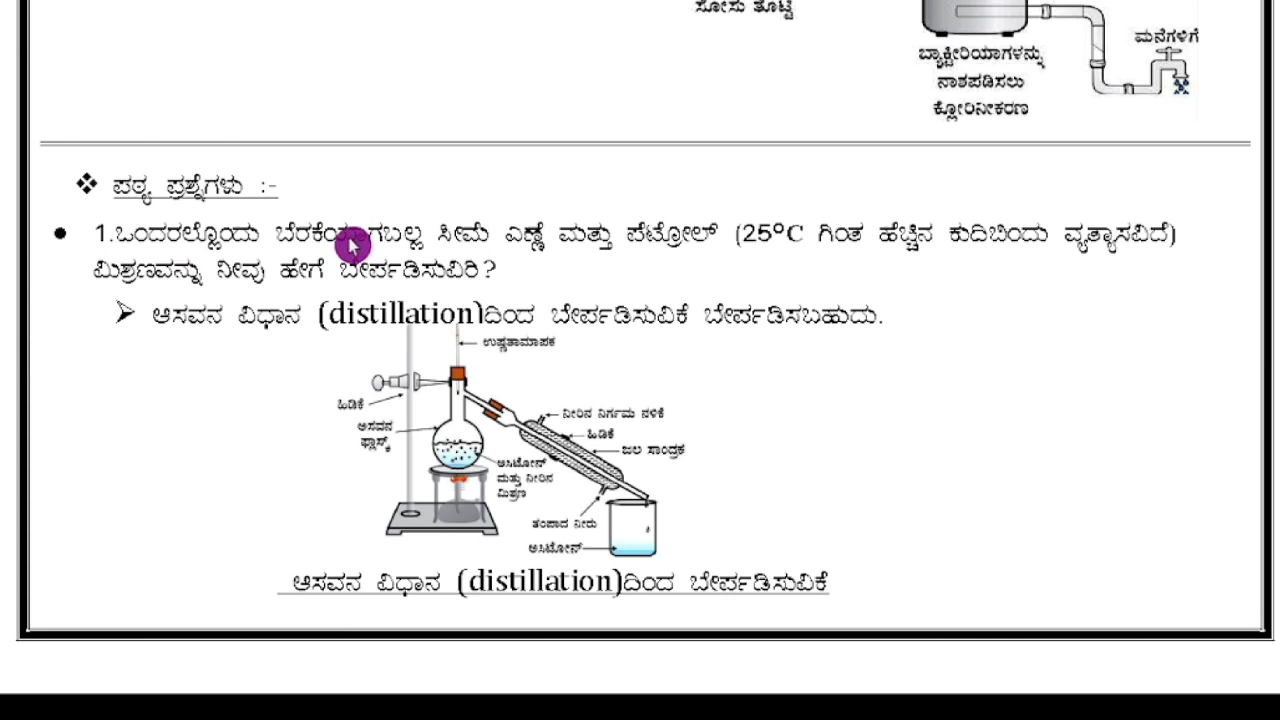 ಸೋಸು ತೊಟ್ಟಿ
ಮನೆಗಳಿಗೆ
ಬ್ಯಾಕ್ಟೀರಿಯಾಗಳನ್ನು
ನಾಶಪಡಿಸಲು
ಕ್ಲೋರಿನೀಕರಣ
❖ ಪಠ್ಯ ಪ್ರಶ್ನೆಗಳು :-
● 1.ಒಂದರಲ್ಲೊಂದು ಬೆರಕೆಯಾಗಬಲ್ಲ ಸೀಮೆ ಎಣ್ಣೆ ಮತ್ತು ಪೆಟ್ರೋಲ್ (25°C ಗಿಂತ ಹೆಚ್ಚಿನ ಕುದಿಬಿಂದು ವ್ಯತ್ಯಾಸವಿದೆ)
ಮಿಶ್ರಣವನ್ನು ನೀವು ಹೇಗೆ ಬೇರ್ಪಡಿಸುವಿರಿ?
➢ ಆಸವನ ವಿಧಾನ (distillation)ದಿಂದ ಬೇರ್ಪಡಿಸುವಿಕೆ ಬೇರ್ಪಡಿಸಬಹುದು.
ಉಷ್ಣತಾಮಾಪಕ
ಹಿಡಿಕೆ
ಆಸವನ
ಫ್ಲಾಸ್ಕ್
ನೀರಿನ ನಿರ್ಗಮ ನಳಿಕೆ
ಹಿಡಿಕೆ
ಜಲ ಸಾಂದ್ರಕ
ಅಸಿಟೋನ್
ಮತ್ತು ನೀರಿನ
ಮಿಶ್ರಣ
ತಂಪಾದ ನೀರು
ಅಸಿಟೋನ್
ಆಸವನ ವಿಧಾನ (distillation)ದಿಂದ ಬೇರ್ಪಡಿಸುವಿಕೆ